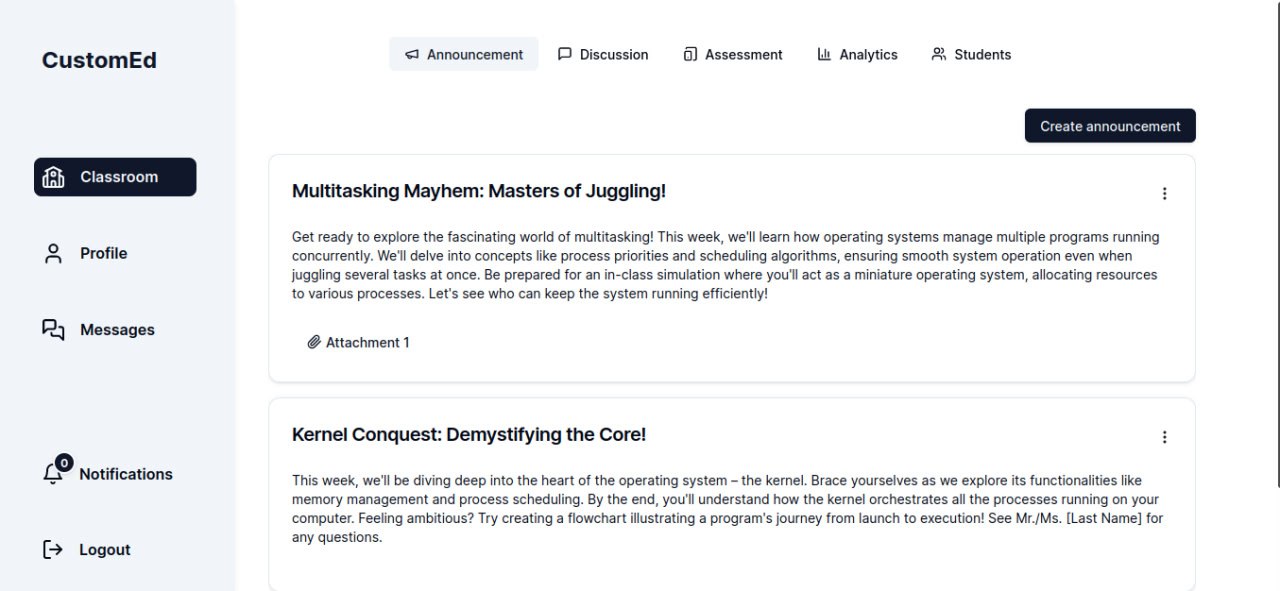 CustomEd
Classroom
Profile
Messages
0
Notifications
Logout
Announcement
Discussion
Assessment
Analytics
Students
Create announcement
Multitasking Mayhem: Masters of Juggling!
Get ready to explore the fascinating world of multitasking! This week, we'll learn how operating systems manage multiple programs running
concurrently. We'll delve into concepts like process priorities and scheduling algorithms, ensuring smooth system operation even when
juggling several tasks at once. Be prepared for an in-class simulation where you'll act as a miniature operating system, allocating resources
to various processes. Let's see who can keep the system running efficiently!
Attachment 1
Kernel Conquest: Demystifying the Core!
This week, we'll be diving deep into the heart of the operating system – the kernel. Brace yourselves as we explore its functionalities like
memory management and process scheduling. By the end, you'll understand how the kernel orchestrates all the processes running on your
computer. Feeling ambitious? Try creating a flowchart illustrating a program's journey from launch to execution! See Mr./Ms. [Last Name] for
any questions.